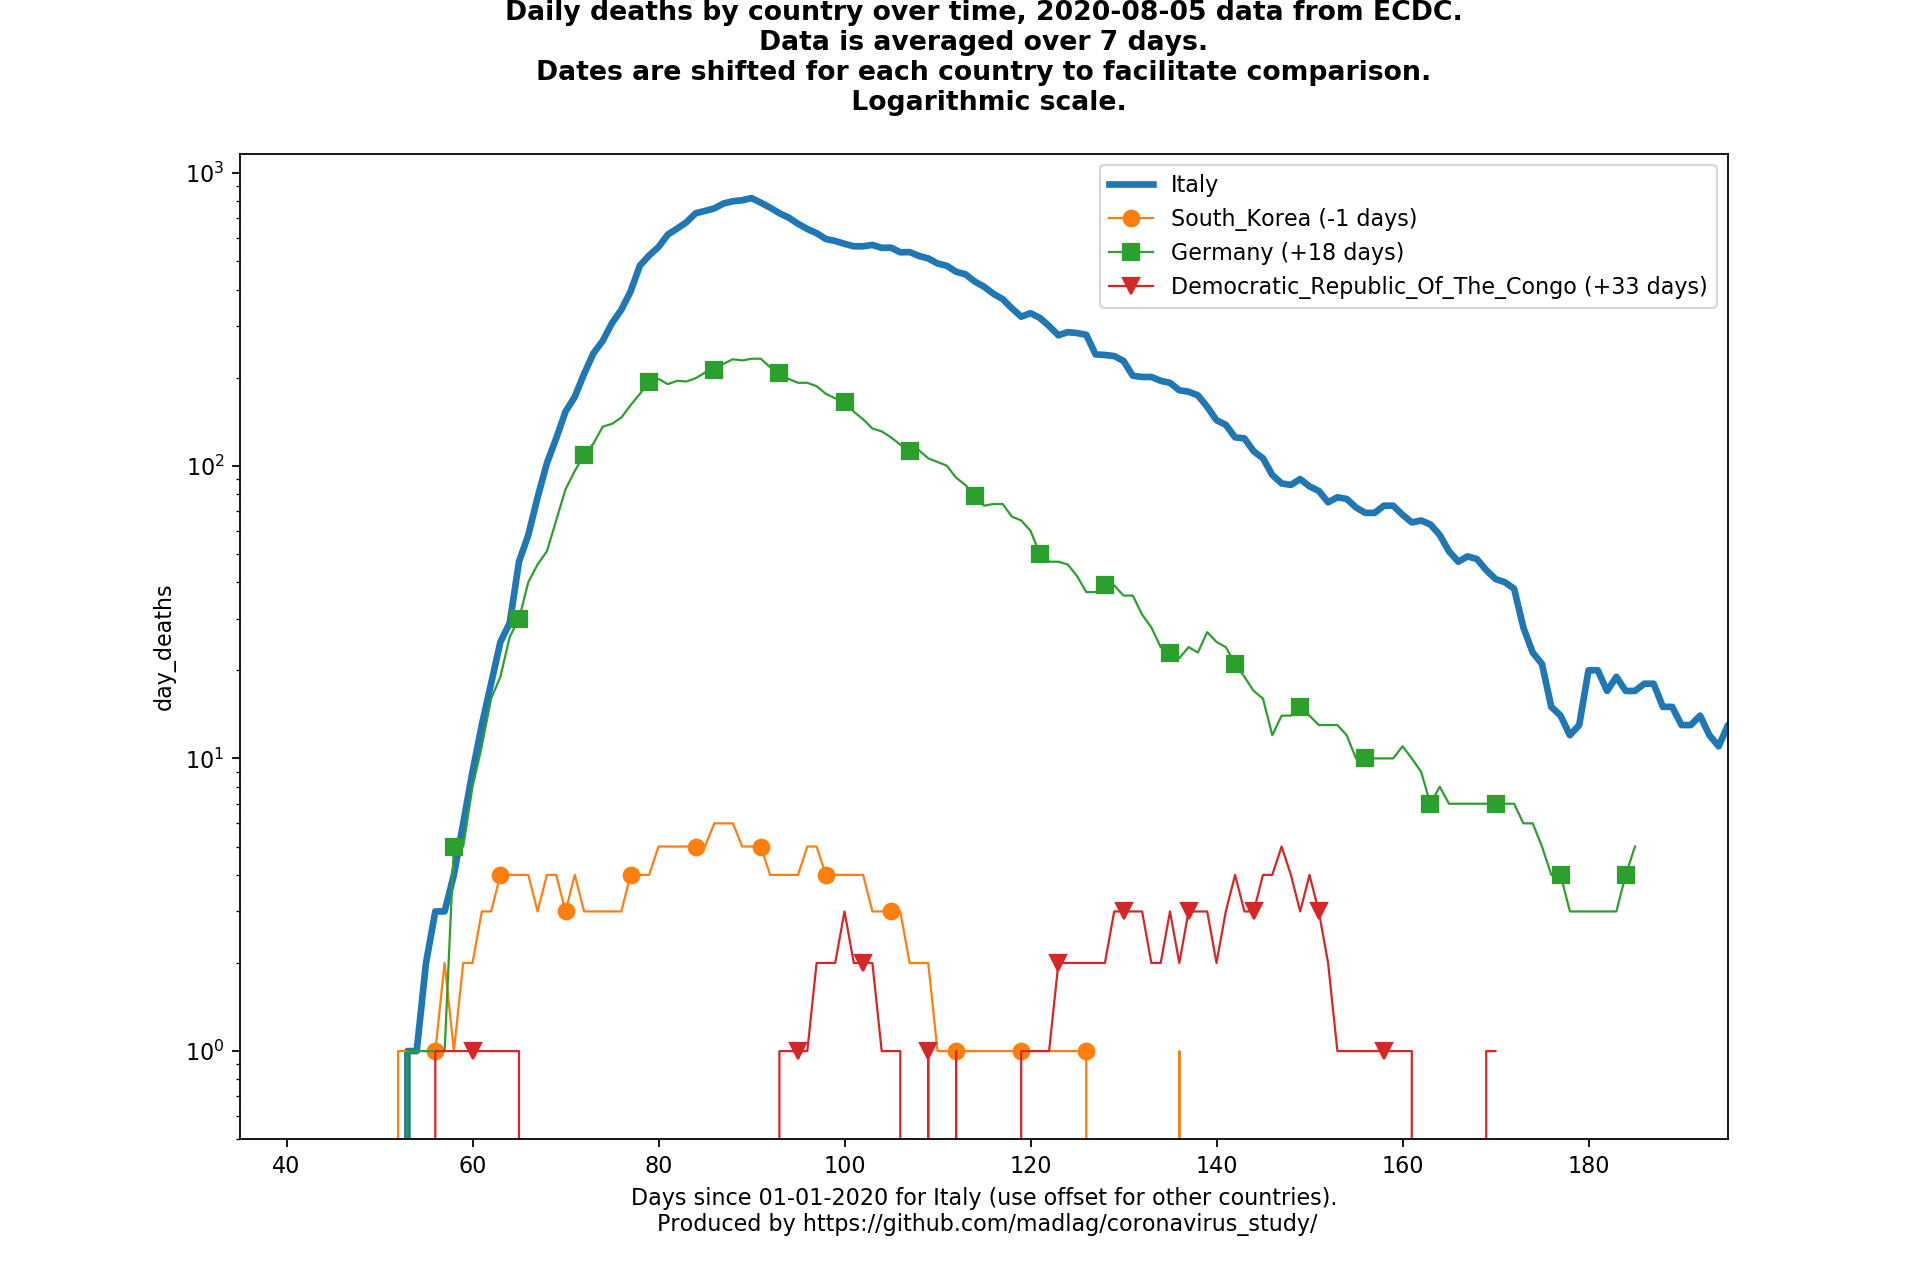 Daily deaths by country over time, 2020-08-05 data from ECDC.
Data is averaged over 7 days.
Dates are shifted for each country to facilitate comparison.
Logarithmic scale.
10³
10²
10¹
10⁰
day_deaths
Italy
South_Korea (-1 days)
Germany (+18 days)
Democratic_Republic_Of_The_Congo (+33 days)
40 60 80 100 120 140 160 180
Days since 01-01-2020 for Italy (use offset for other countries).
Produced by https://github.com/madlag/coronavirus_study/